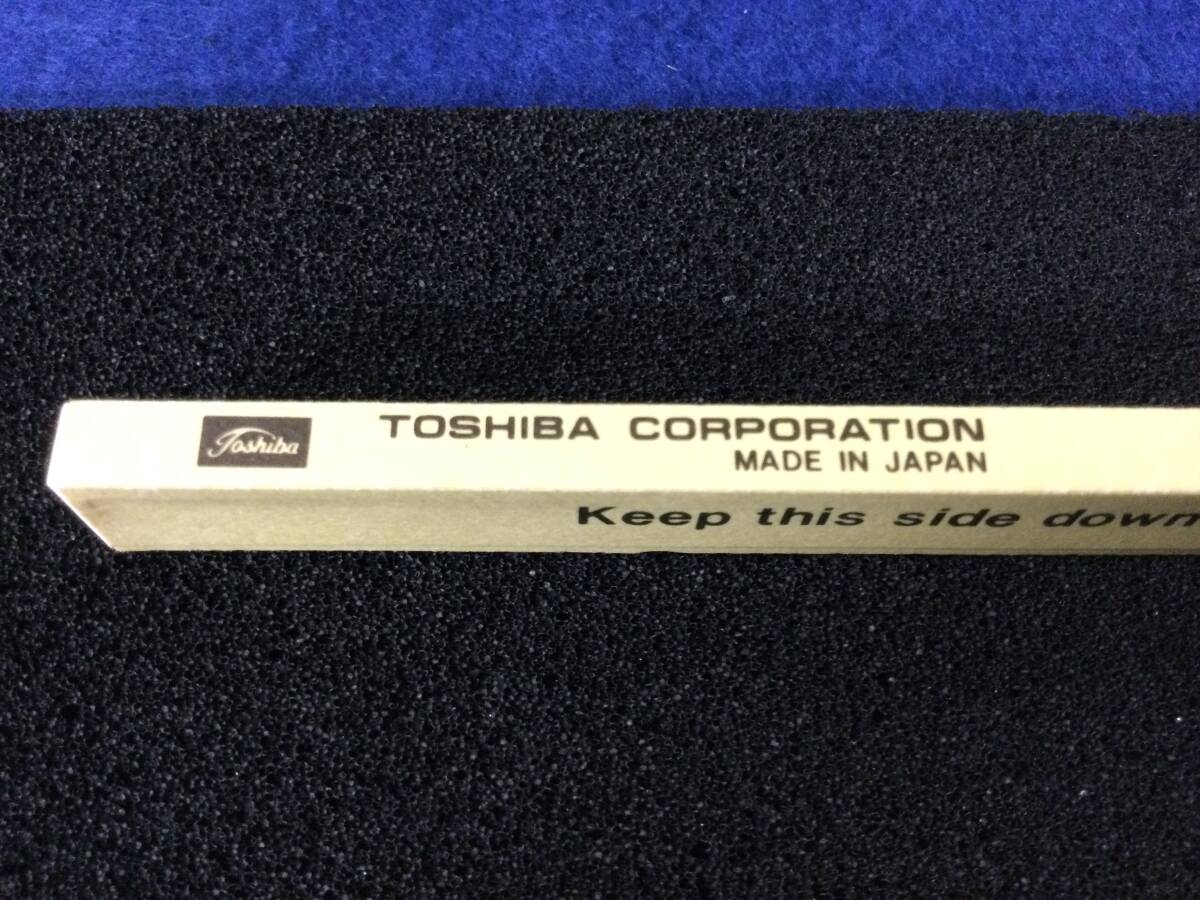 Toshiba
TOSHIBA CORPORATION
MADE IN JAPAN
Keep this side down